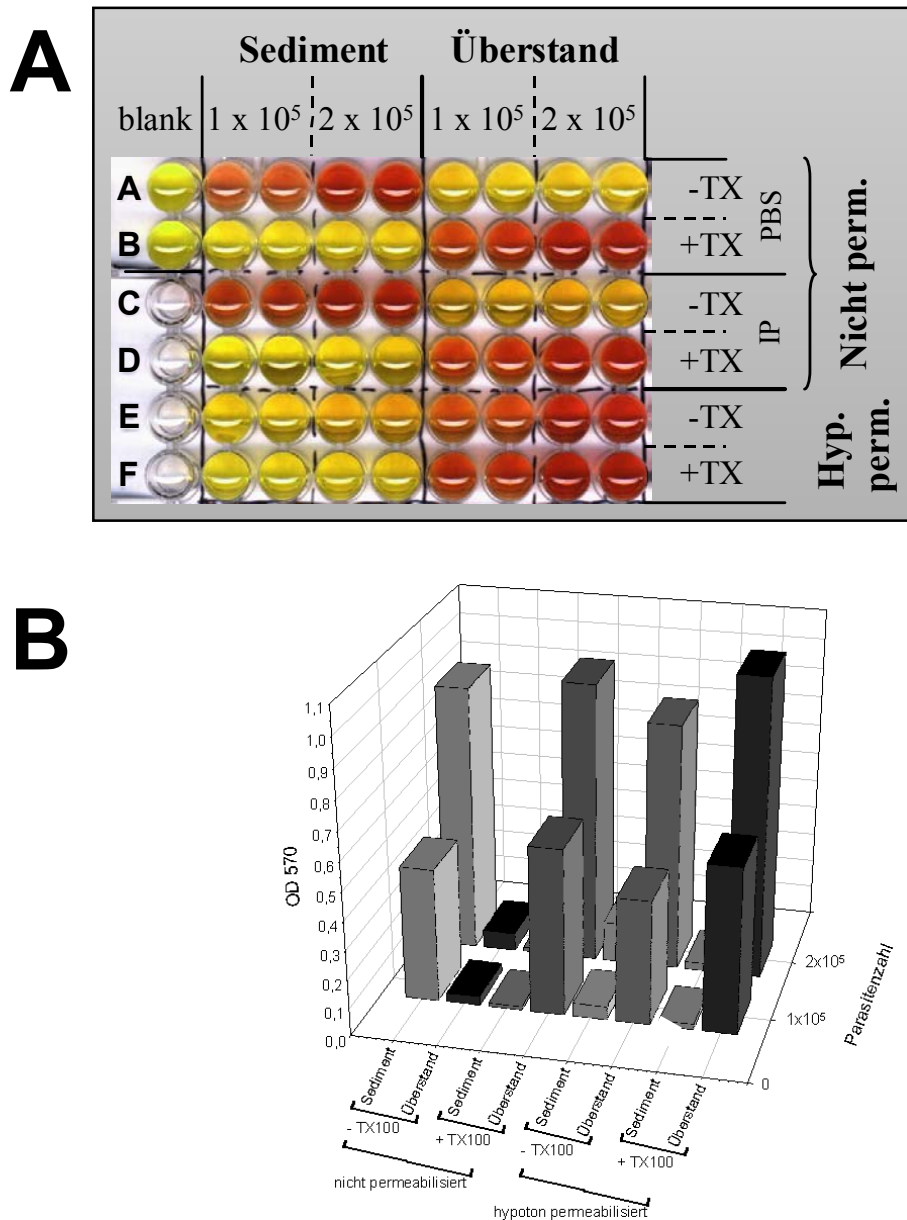 A
Sediment Überstand
blank 1 x 10⁵ 2 x 10⁵ 1 x 10⁵ 2 x 10⁵
A -TX
B +TX
PBS
C -TX
D +TX
IP
Nicht perm.
E -TX
F +TX
Hyp.
perm.
B
OD 570
1,1
1,0
0,9
0,8
0,7
0,6
0,5
0,4
0,3
0,2
0,1
0,0
2x10⁵
1x10⁵
0
Parasitenzahl
Sediment Überstand Sediment Überstand Sediment Überstand Sediment Überstand
- TX100 + TX100 - TX100 + TX100
nicht permeabilisiert
hypoton permeabilisiert